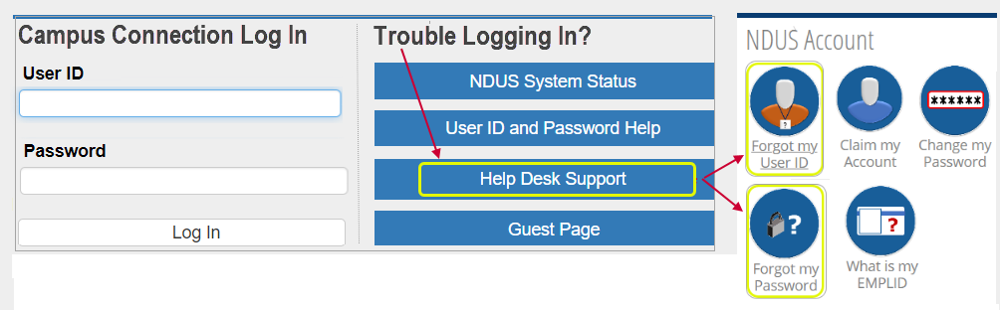 Campus Connection Log In
User ID
Password
Log In
Trouble Logging In?
NDUS System Status
User ID and Password Help
Help Desk Support
Guest Page
NDUS Account
?
Forgot my
User ID
Claim my
Account
******
Change my
Password
?
Forgot my
Password
?
What is my
EMPLID